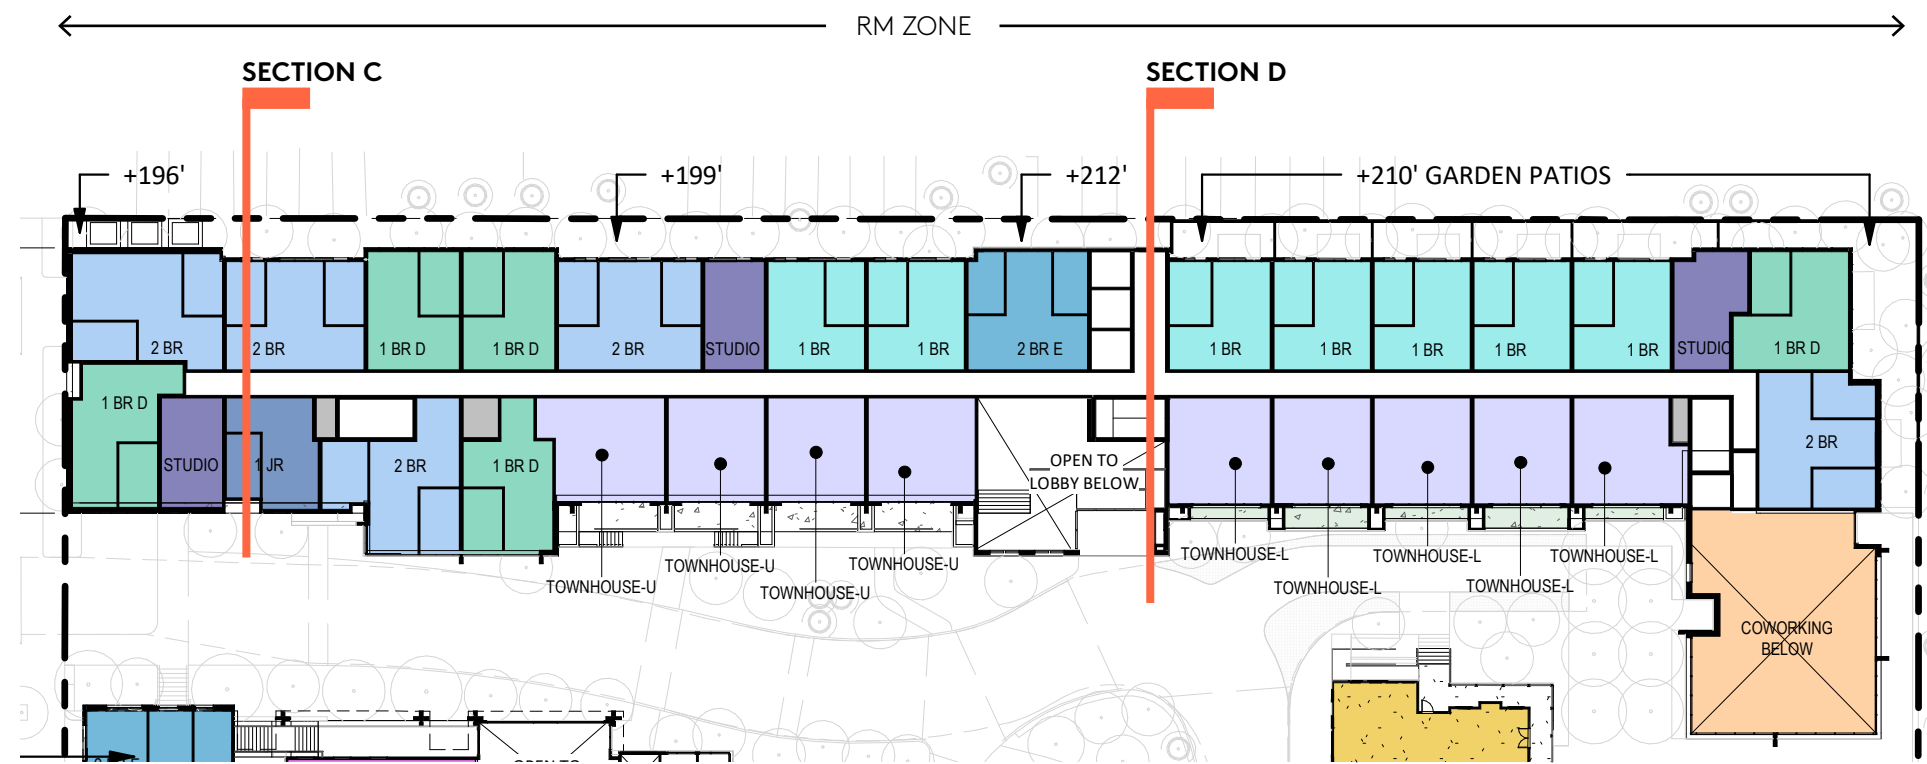 RM ZONE
SECTION C
SECTION D
+196'
+199'
+212'
+210' GARDEN PATIOS
2 BR
2 BR
1 BR D
1 BR D
2 BR
STUDIO
1 BR
1 BR
2 BR E
1 BR
1 BR
1 BR
1 BR
1 BR
STUDIO
1 BR D
1 BR D
STUDIO
1 JR
2 BR
1 BR D
OPEN TO
LOBBY BELOW
2 BR
TOWNHOUSE-U
TOWNHOUSE-U
TOWNHOUSE-U
TOWNHOUSE-U
TOWNHOUSE-L
TOWNHOUSE-L
TOWNHOUSE-L
TOWNHOUSE-L
TOWNHOUSE-L
COWORKING
BELOW
OPEN TO